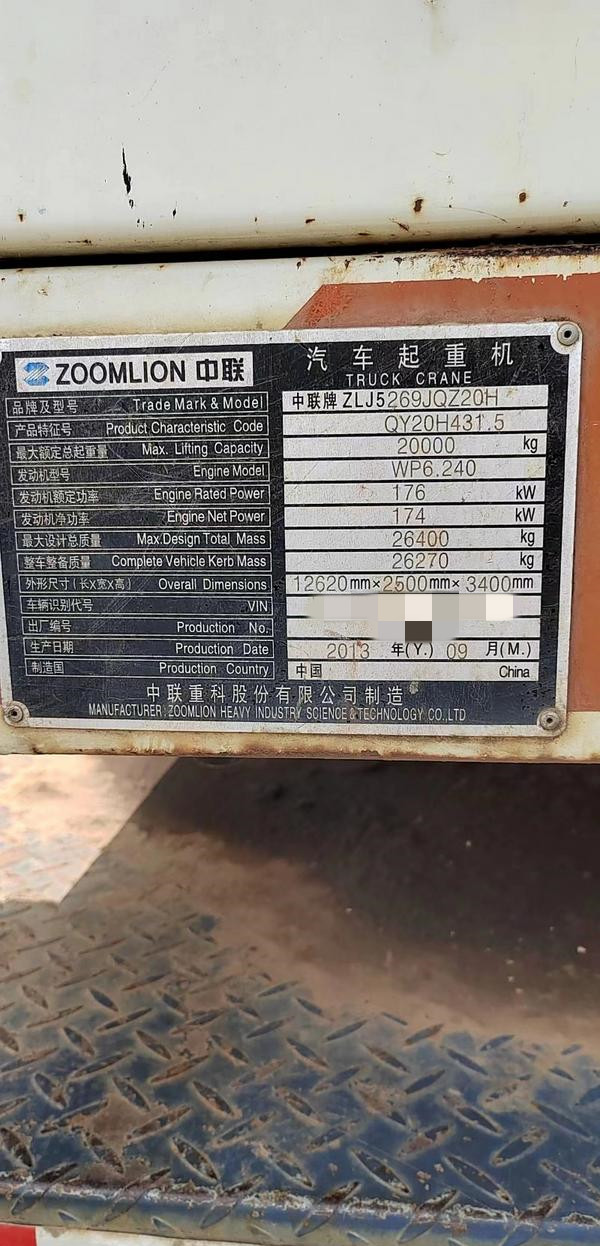 ZOOMLION 中联
汽车起重机
TRUCK CRANE
品牌及型号 Trade Mark & Model 中联牌 ZLJ5269JQZ20H
产品特征号 Product Characteristic Code QY20H431.5
最大额定总起重量 Max. Lifting Capacity 20000 kg
发动机型号 Engine Model WP6.240
发动机额定功率 Engine Rated Power 176 kW
发动机净功率 Engine Net Power 174 kW
最大设计总质量 Max.Design Total Mass 26400 kg
整车整备质量 Complete Vehicle Kerb Mass 26270 kg
外形尺寸(长X宽X高) Overall Dimensions 12620mm×2500mm×3400mm
车辆识别代号 VIN
出厂编号 Production No.
生产日期 Production Date 2013 年(Y.) 09 月(M.)
制造国 Production Country 中国 China
中联重科股份有限公司制造
MANUFACTURER: ZOOMLION HEAVY INDUSTRY SCIENCE&TECHNOLOGY CO.,LTD